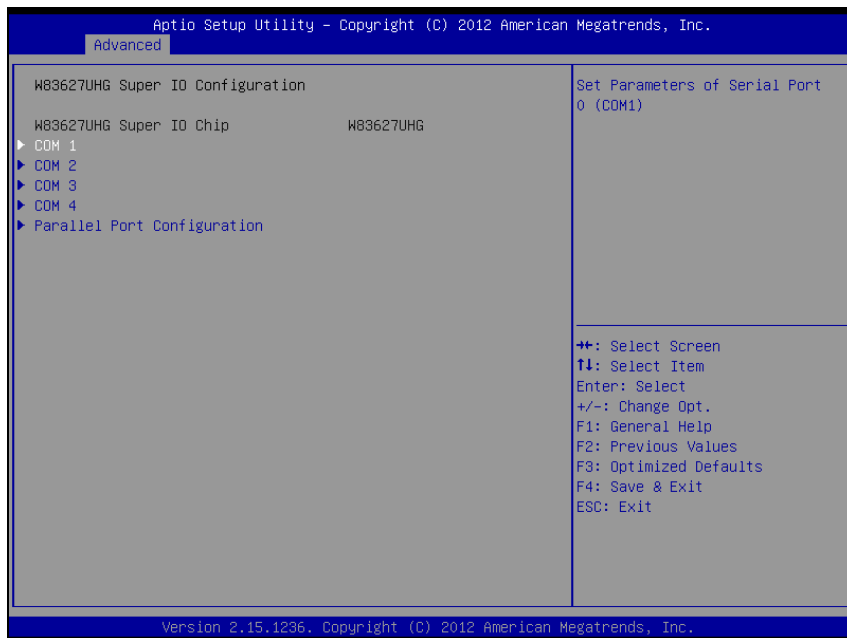 Aptio Setup Utility – Copyright (C) 2012 American Megatrends, Inc.
Advanced
W83627UHG Super IO Configuration
W83627UHG Super IO Chip W83627UHG
COM 1
COM 2
COM 3
COM 4
Parallel Port Configuration
Set Parameters of Serial Port
0 (COM1)
→←: Select Screen
↑↓: Select Item
Enter: Select
+/-: Change Opt.
F1: General Help
F2: Previous Values
F3: Optimized Defaults
F4: Save & Exit
ESC: Exit
Version 2.15.1236. Copyright (C) 2012 American Megatrends, Inc.